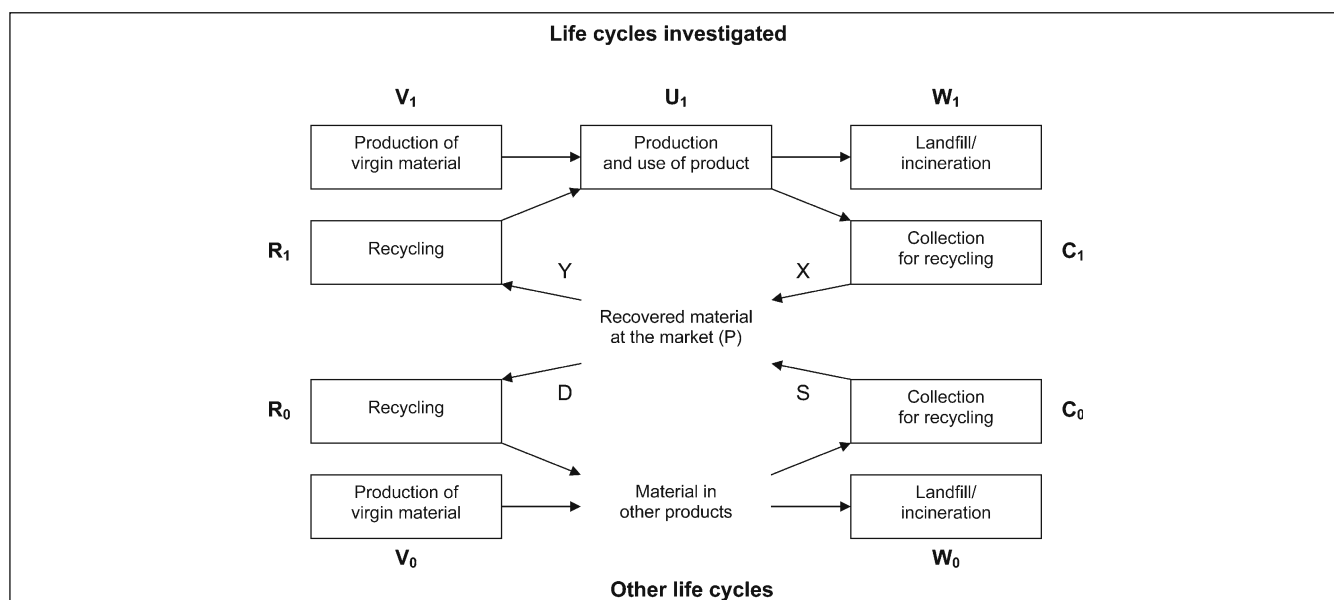 Life cycles investigated
V₁
U₁
W₁
Production of
virgin material
Production
and use of product
Landfill/
incineration
R₁
Recycling
Collection
for recycling
C₁
Y
X
Recovered material
at the market (P)
R₀
Recycling
D
S
Collection
for recycling
C₀
Production of
virgin material
Material in
other products
Landfill/
incineration
V₀
W₀
Other life cycles